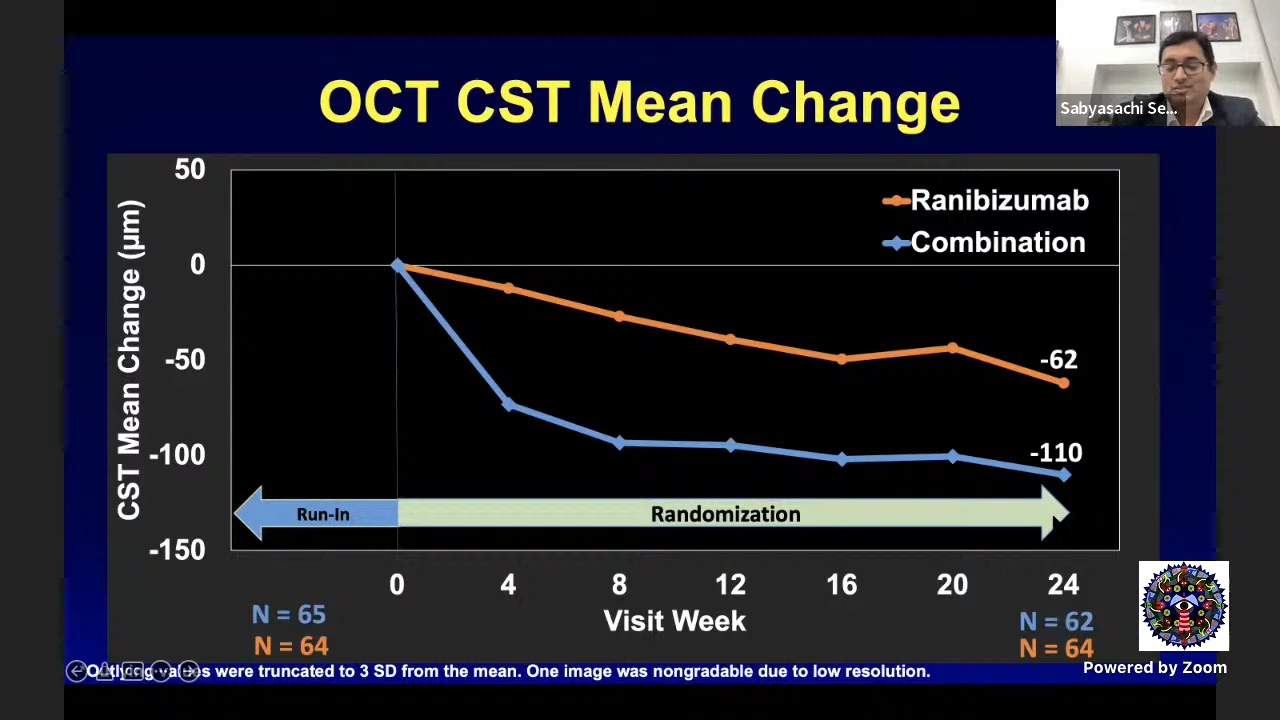 OCT CST Mean Change
Sabyasachi Se...
CST Mean Change (µm)
50
0
-50
-100
-150
Ranibizumab
Combination
-62
-110
Run-In
Randomization
0 4 8 12 16 20 24
Visit Week
N = 65
N = 64
N = 62
N = 64
were truncated to 3 SD from the mean. One image was nongradable due to low resolution.
Powered by Zoom